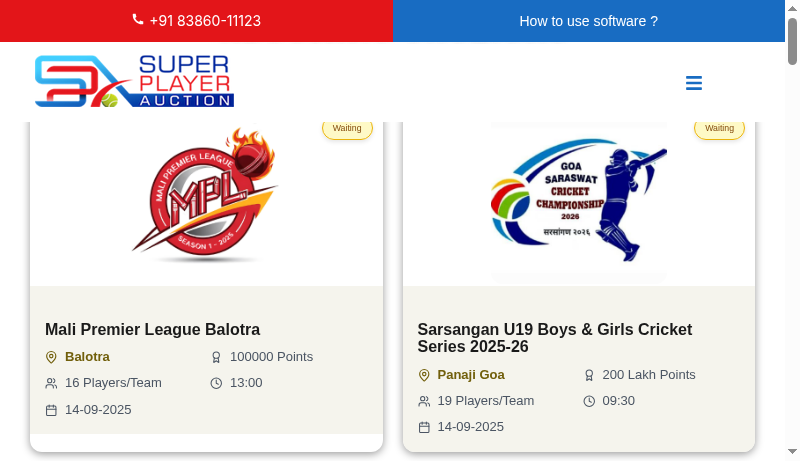 +91 83860-11123
How to use software ?
SUPER
PLAYER
AUCTION
Waiting
MALI PREMIER LEAGUE
MPL
SEASON 1 - 2025
Mali Premier League Balotra
Balotra
100000 Points
16 Players/Team
13:00
14-09-2025
Waiting
GOA
SARASWAT
CRICKET
CHAMPIONSHIP
2026
सरसांगण २०२६
Sarsangan U19 Boys & Girls Cricket
Series 2025-26
Panaji Goa
200 Lakh Points
19 Players/Team
09:30
14-09-2025